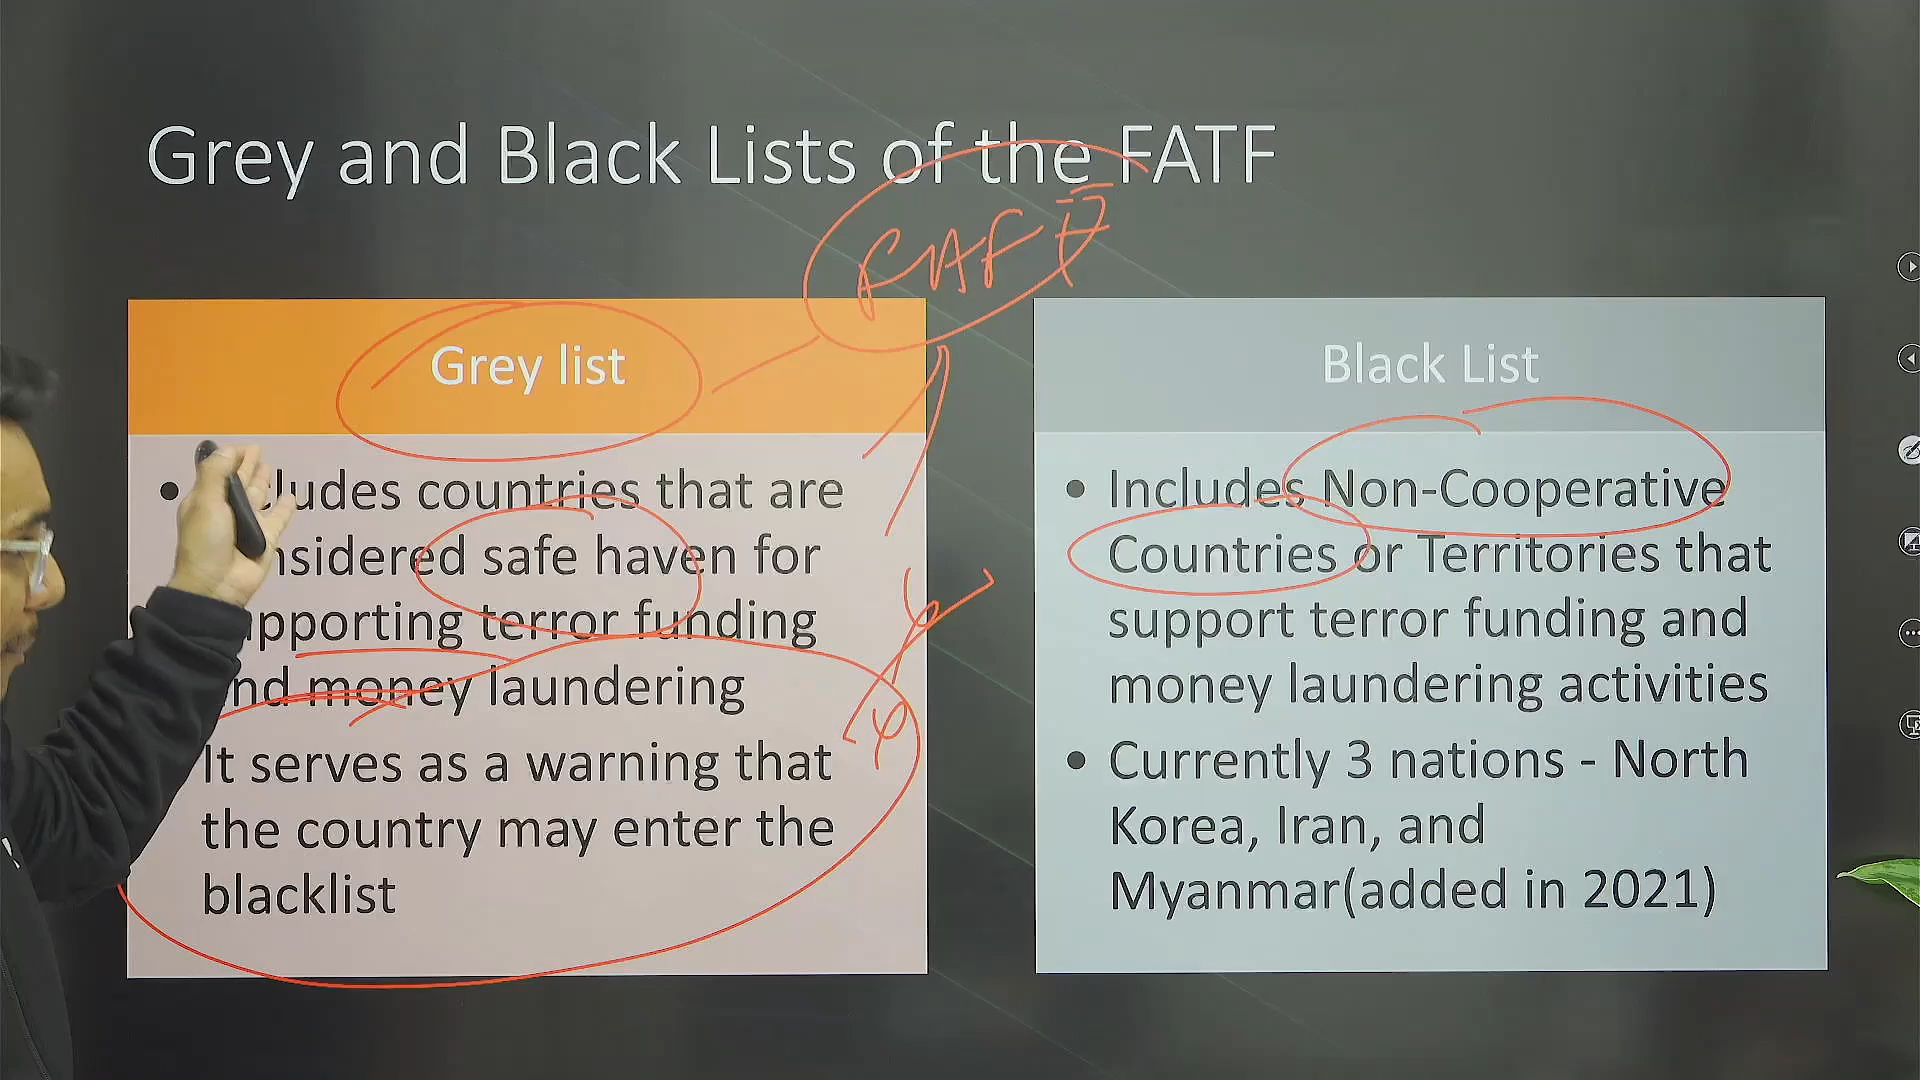 Grey and Black Lists of the FATF
Grey list
ludes countries that are
nsidered safe haven for
pporting terror funding
nd money laundering
It serves as a warning that
the country may enter the
blacklist
Black List
• Includes Non-Cooperative
Countries or Territories that
support terror funding and
money laundering activities
• Currently 3 nations - North
Korea, Iran, and
Myanmar(added in 2021)